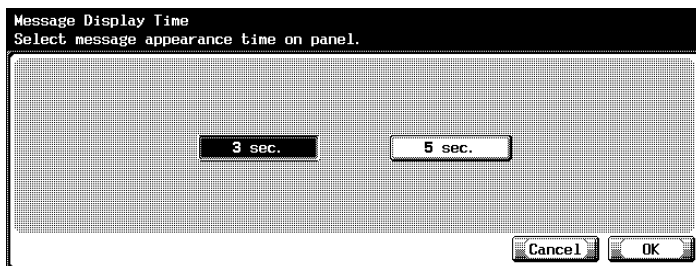 Message Display Time
Select message appearance time on panel.
3 sec. 5 sec.
Cancel OK